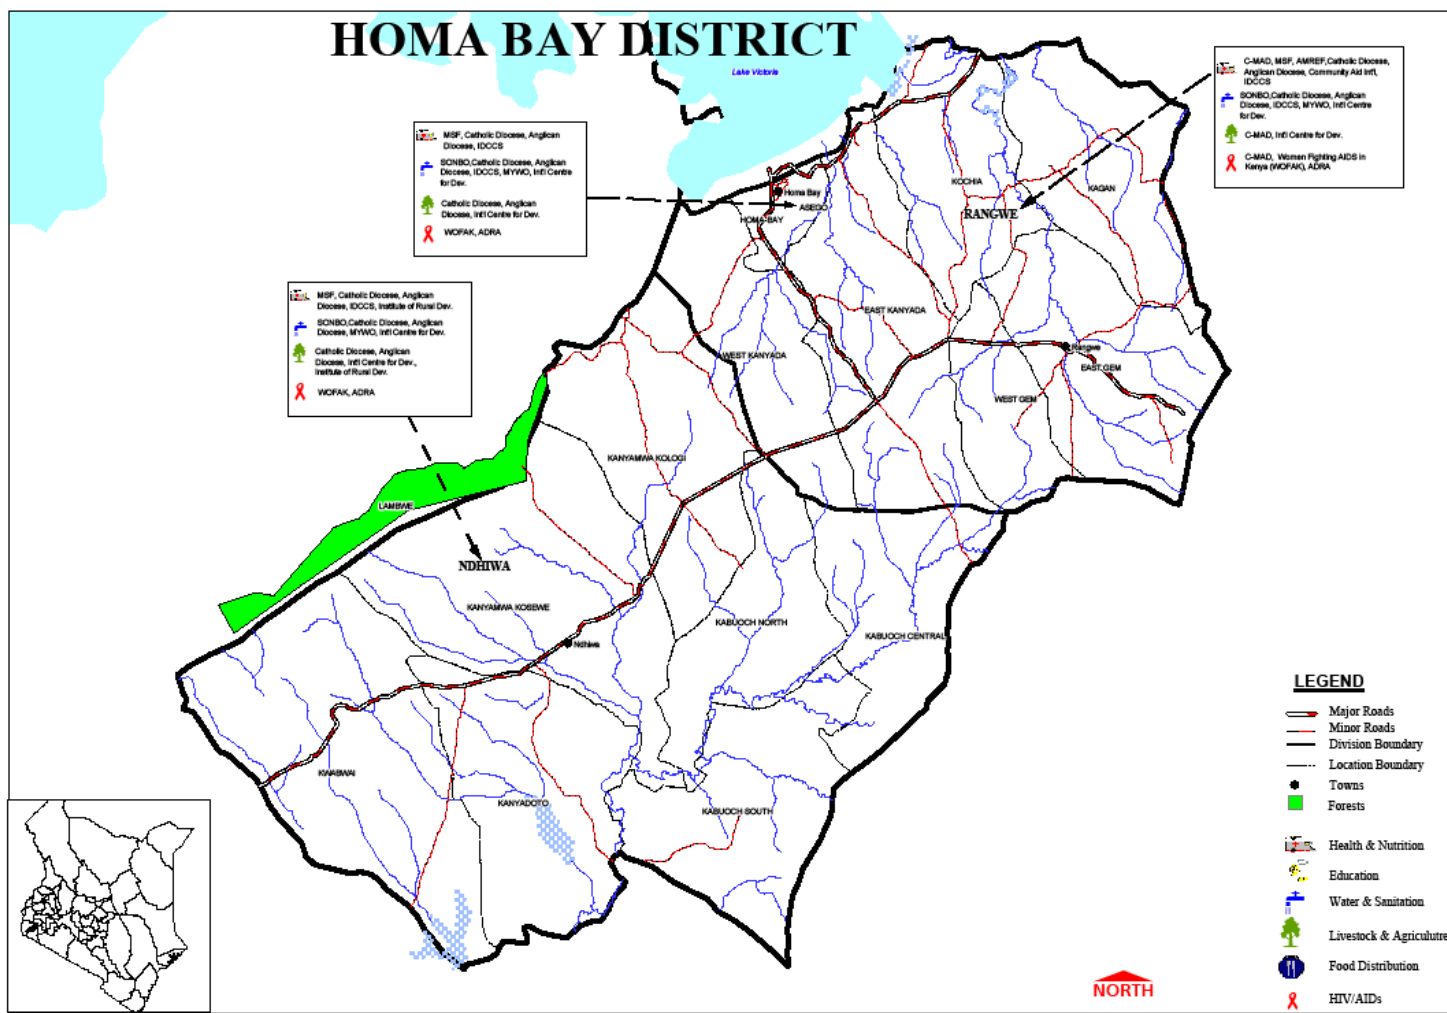 HOMA BAY DISTRICT
Lake Victoria
C-MAD, MSF, AMREF,Catholic Diocese,
Anglican Diocese, Community Aid Int'l,
IDCCS
SONBO,Catholic Diocese, Anglican
Diocese, IDCCS, MYWO, Int'l Centre
for Dev.
C-MAD, Int'l Centre for Dev.
C-MAD, Women Fighting AIDS in
Kenya (WOFAK), ADRA
MSF, Catholic Diocese, Anglican
Diocese, IDCCS
SONBO,Catholic Diocese, Anglican
Diocese, IDCCS, MYWO, Int'l Centre
for Dev.
Catholic Diocese, Anglican
Diocese, Int'l Centre for Dev.
WOFAK, ADRA
MSF, Catholic Diocese, Anglican
Diocese, IDCCS, Institute of Rural Dev.
SONBO,Catholic Diocese, Anglican
Diocese, MYWO, Int'l Centre for Dev.
Catholic Diocese, Anglican
Diocese, Int'l Centre for Dev.,
Institute of Rural Dev.
WOFAK, ADRA
KOCHIA
KAGAN
Homa Bay
ASEGO
RANGWE
HOMA-BAY
EAST KANYADA
WEST KANYADA
Rangwe
EAST GEM
WEST GEM
KANYAMWA KOLOGI
LAMBWE
NDHIWA
KANYAMWA KOSEWE
KABUOCH NORTH
KABUOCH CENTRAL
Ndhiwa
KWABWAI
KANYADOTO
KABUOCH SOUTH
LEGEND
Major Roads
Minor Roads
Division Boundary
Location Boundary
Towns
Forests
Health & Nutrition
Education
Water & Sanitation
Livestock & Agriculutre
Food Distribution
HIV/AIDs
NORTH